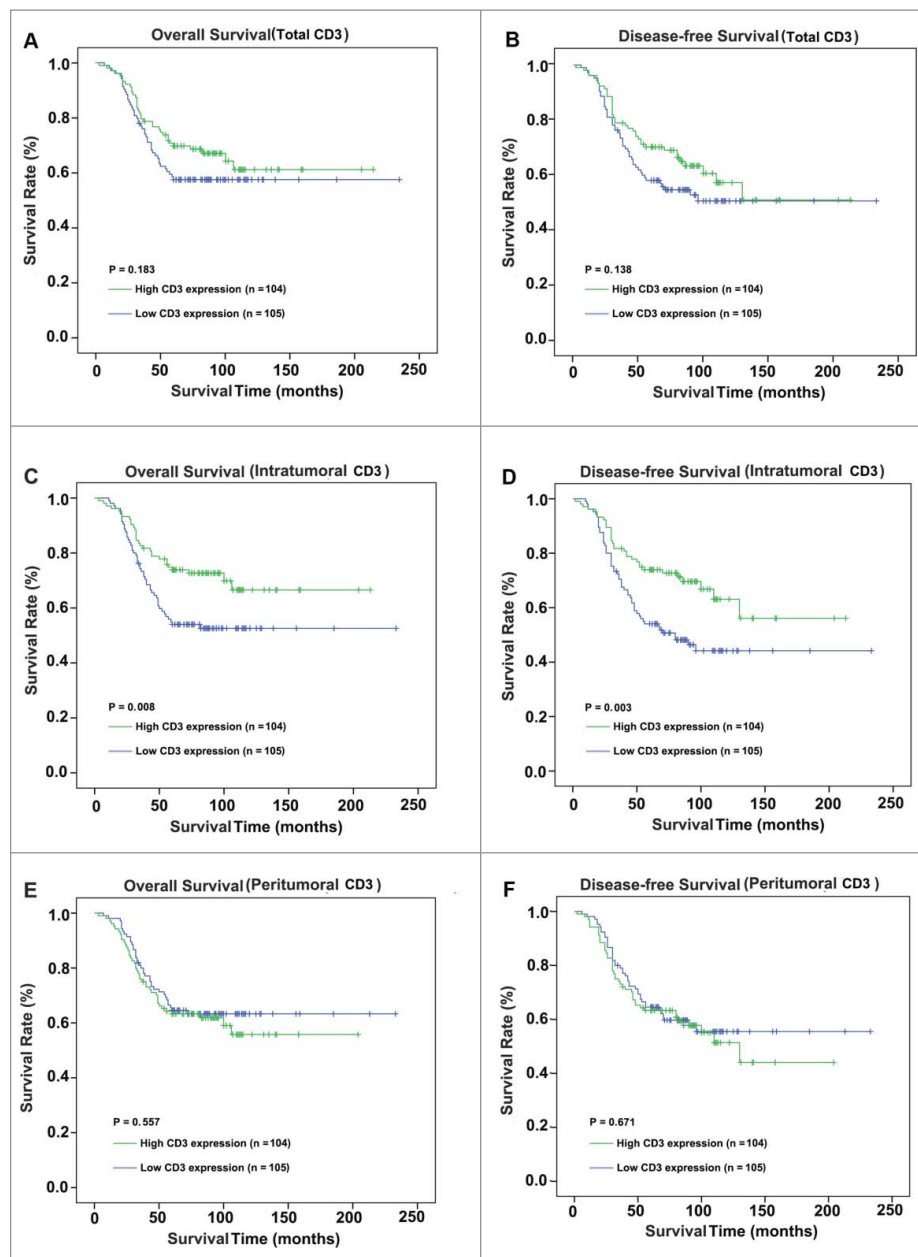 A
Overall Survival(Total CD3)
Survival Rate (%)
1.0
0.8
0.6
0.4
0.2
0.0
P = 0.183
High CD3 expression (n = 104)
Low CD3 expression (n = 105)
0 50 100 150 200 250
Survival Time (months)
B
Disease-free Survival (Total CD3)
Survival Rate (%)
1.0
0.8
0.6
0.4
0.2
0.0
P = 0.138
High CD3 expression (n = 104)
Low CD3 expression (n = 105)
0 50 100 150 200 250
Survival Time (months)
C
Overall Survival (Intratumoral CD3)
Survival Rate (%)
1.0
0.8
0.6
0.4
0.2
0.0
P = 0.008
High CD3 expression (n = 104)
Low CD3 expression (n = 105)
0 50 100 150 200 250
Survival Time (months)
D
Disease-free Survival (Intratumoral CD3)
Survival Rate (%)
1.0
0.8
0.6
0.4
0.2
0.0
P = 0.003
High CD3 expression (n = 104)
Low CD3 expression (n = 105)
0 50 100 150 200 250
Survival Time (months)
E
Overall Survival (Peritumoral CD3)
Survival Rate (%)
1.0
0.8
0.6
0.4
0.2
0.0
P = 0.557
High CD3 expression (n = 104)
Low CD3 expression (n = 105)
0 50 100 150 200 250
Survival Time (months)
F
Disease-free Survival (Peritumoral CD3 )
Survival Rate (%)
1.0
0.8
0.6
0.4
0.2
0.0
P = 0.671
High CD3 expression (n = 104)
Low CD3 expression (n = 105)
0 50 100 150 200 250
Survival Time (months)